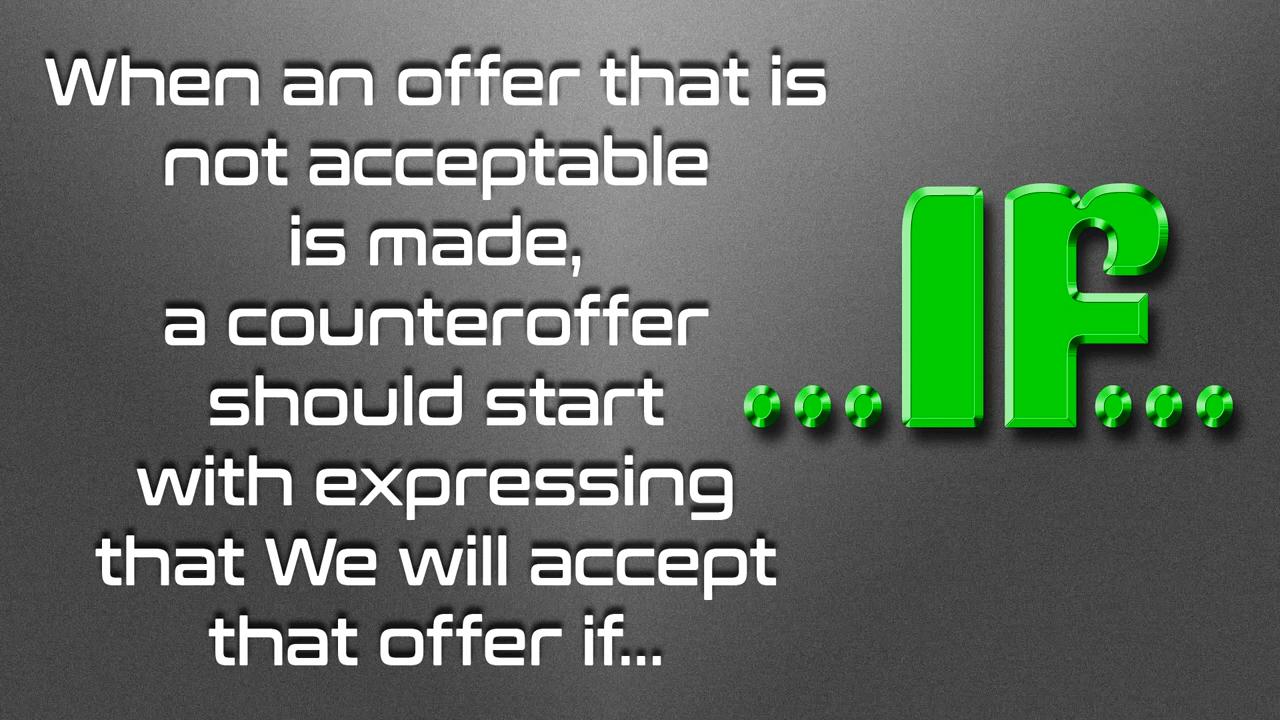 When an offer that is
not acceptable
is made,
a counteroffer
should start
with expressing
that We will accept
that offer if...
...If...